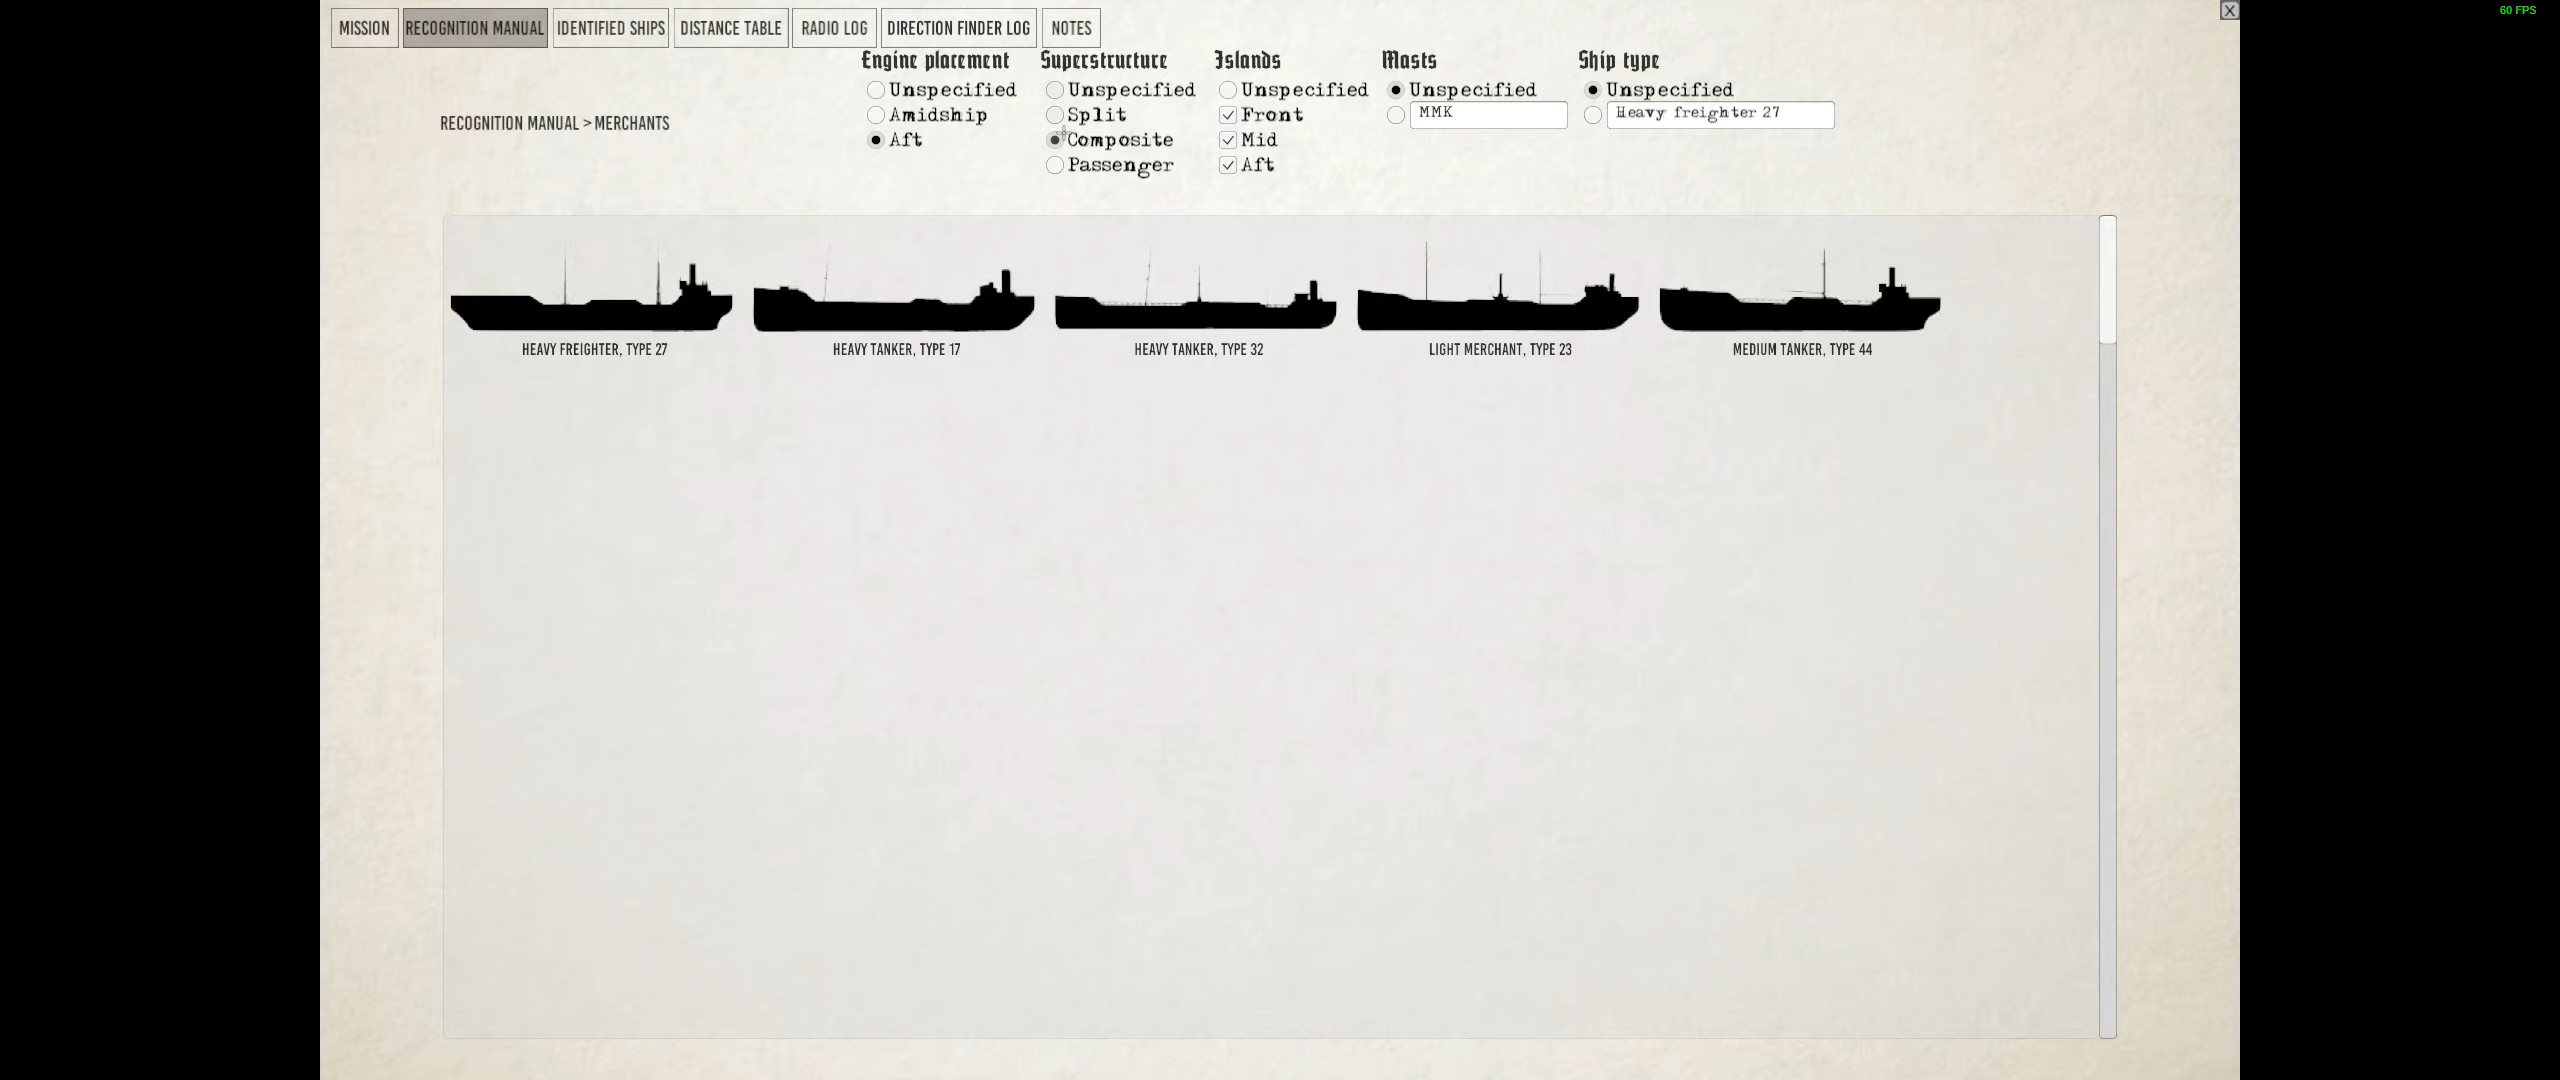 MISSION RECOGNITION MANUAL IDENTIFIED SHIPS DISTANCE TABLE RADIO LOG DIRECTION FINDER LOG NOTES X 60 FPS
Engine placement Superstructure Islands Masts Ship type
Unspecified Unspecified Unspecified Unspecified Unspecified
Amidship Split Front MMK Heavy freighter 27
RECOGNITION MANUAL > MERCHANTS
Aft Composite Mid
Passenger Aft
HEAVY FREIGHTER, TYPE 27 HEAVY TANKER, TYPE 17 HEAVY TANKER, TYPE 32 LIGHT MERCHANT, TYPE 23 MEDIUM TANKER, TYPE 44